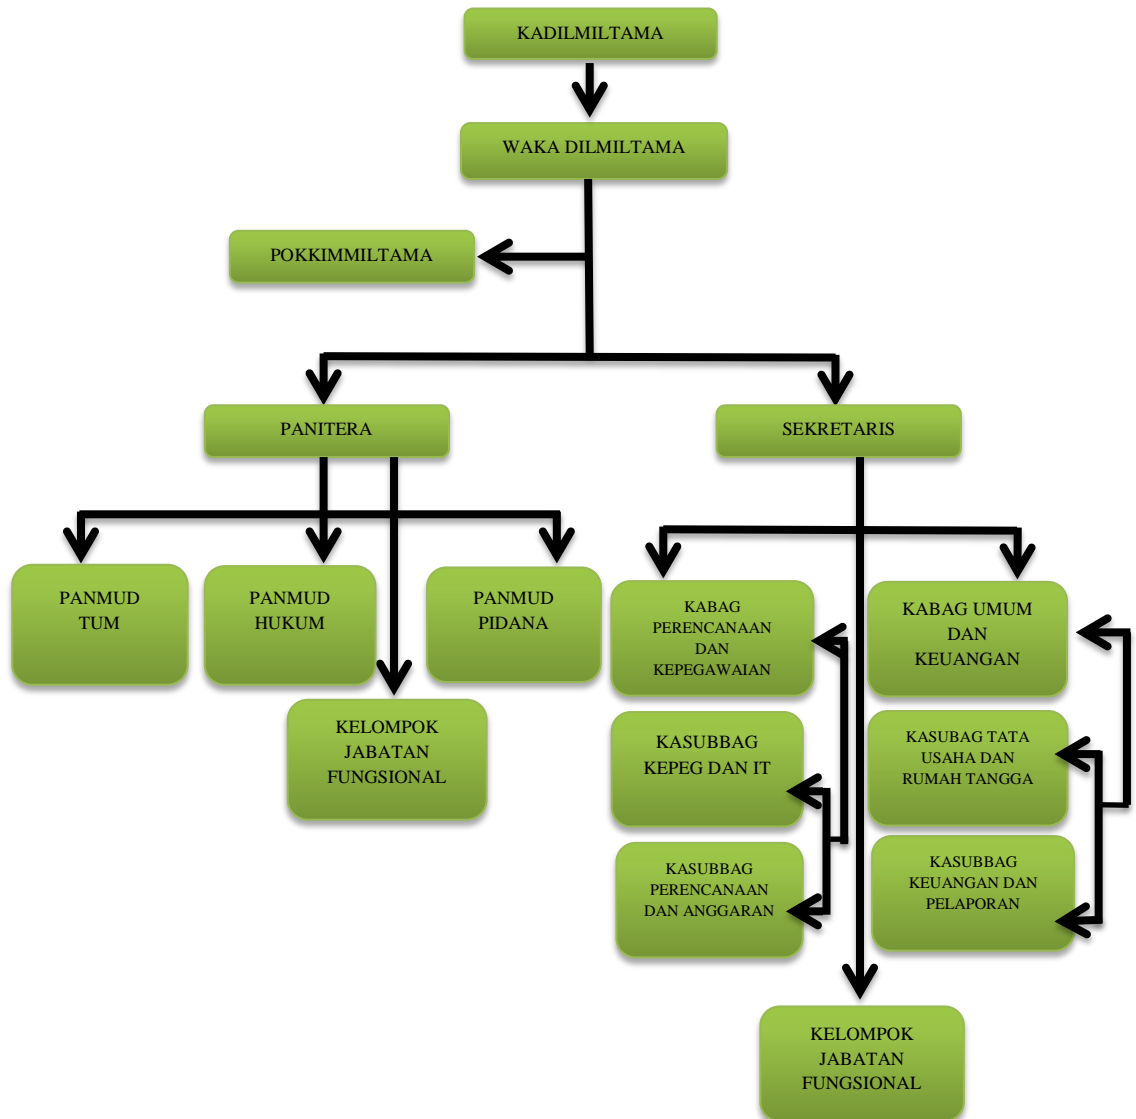 KADILMILTAMA
WAKA DILMILTAMA
POKKIMMILTAMA
PANITERA
SEKRETARIS
PANMUD
TUM
PANMUD
HUKUM
PANMUD
PIDANA
KELOMPOK
JABATAN
FUNGSIONAL
KABAG
PERENCANAAN
DAN
KEPEGAWAIAN
KABAG UMUM
DAN
KEUANGAN
KASUBBAG
KEPEG DAN IT
KASUBAG TATA
USAHA DAN
RUMAH TANGGA
KASUBBAG
PERENCANAAN
DAN ANGGARAN
KASUBBAG
KEUANGAN DAN
PELAPORAN
KELOMPOK
JABATAN
FUNGSIONAL